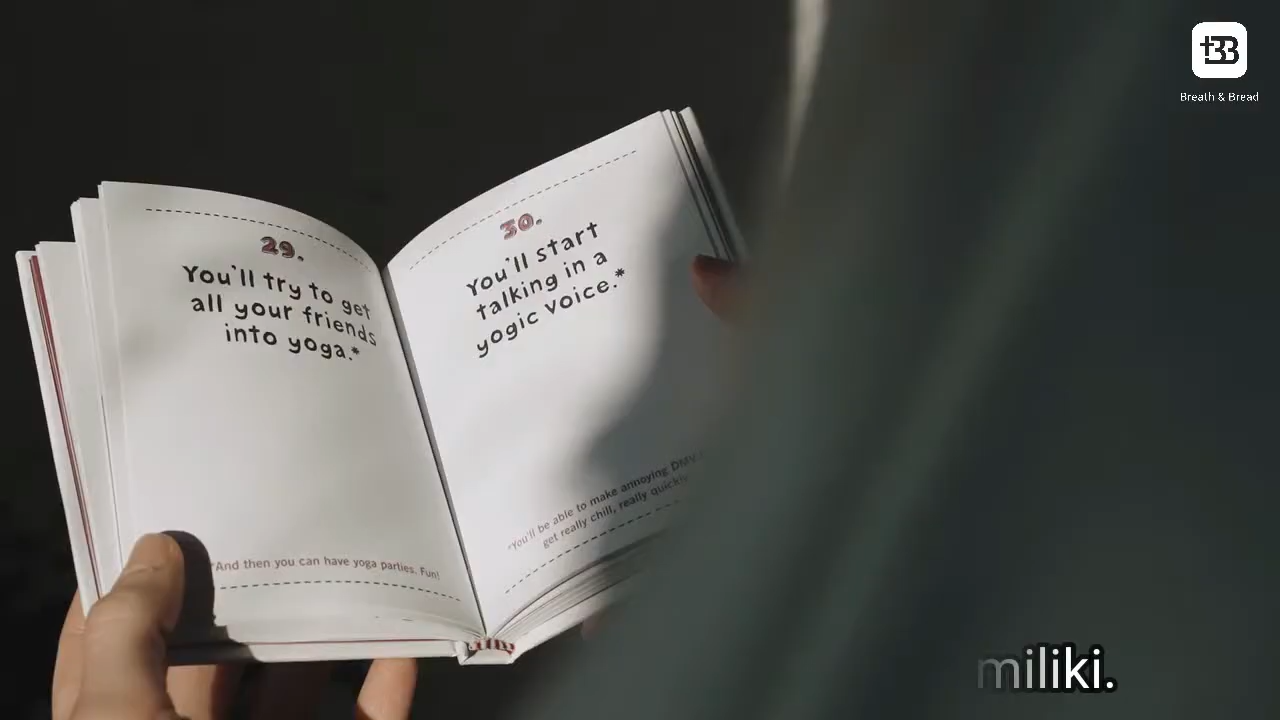 Breath & Bread
29.
You'll try to get
all your friends
into yoga.*
*And then you can have yoga parties. Fun!
30.
You'll start
talking in a
yogic voice.*
*You'll be able to make annoying DMV
get really chill, really quickly
miliki.